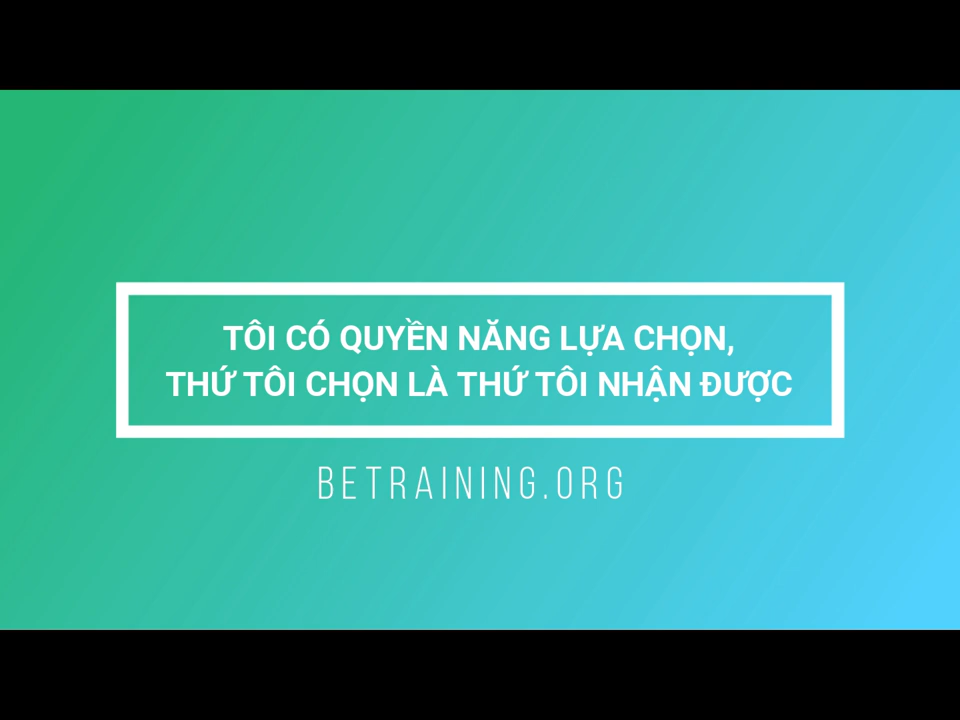 TÔI CÓ QUYỀN NĂNG LỰA CHỌN,
THỨ TÔI CHỌN LÀ THỨ TÔI NHẬN ĐƯỢC
BETRAINING.ORG